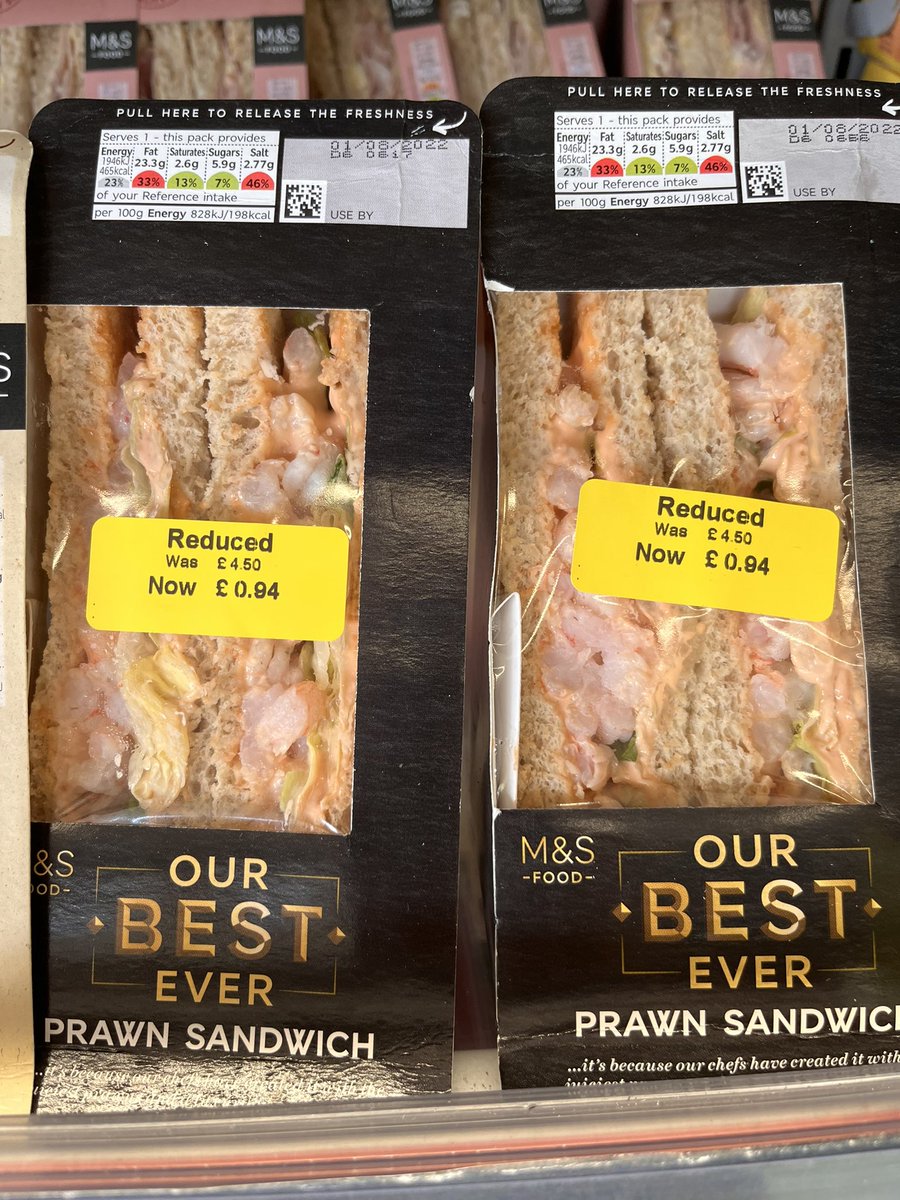 M&S
FOOD
M&S
FOOD
M&S
M&S
PULL HERE TO RELEASE THE FRESHNESS
Serves 1 - this pack provides
Energy: Fat Saturates: Sugars: Salt
1946kJ 23.3g 2.6g 5.9g 2.77g
465kcal
23% 33% 13% 7% 46%
of your Reference intake
per 100g Energy 828kJ/198kcal
01/08/2022
USE BY
Reduced
Was £4.50
Now £0.94
M&S
FOOD
OUR
BEST
EVER
PRAWN SANDWICH
PULL HERE TO RELEASE THE FRESHNESS
Serves 1 - this pack provides
Energy: Fat Saturates: Sugars: Salt
1946kJ 23.3g 2.6g 5.9g 2.77g
465kcal
23% 33% 13% 7% 46%
of your Reference intake
per 100g Energy 828kJ/198kcal
01/08/2022
USE BY
Reduced
Was £4.50
Now £0.94
M&S
-FOOD-
OUR
BEST
EVER
PRAWN SANDWICH
...it's because our chefs have created it with